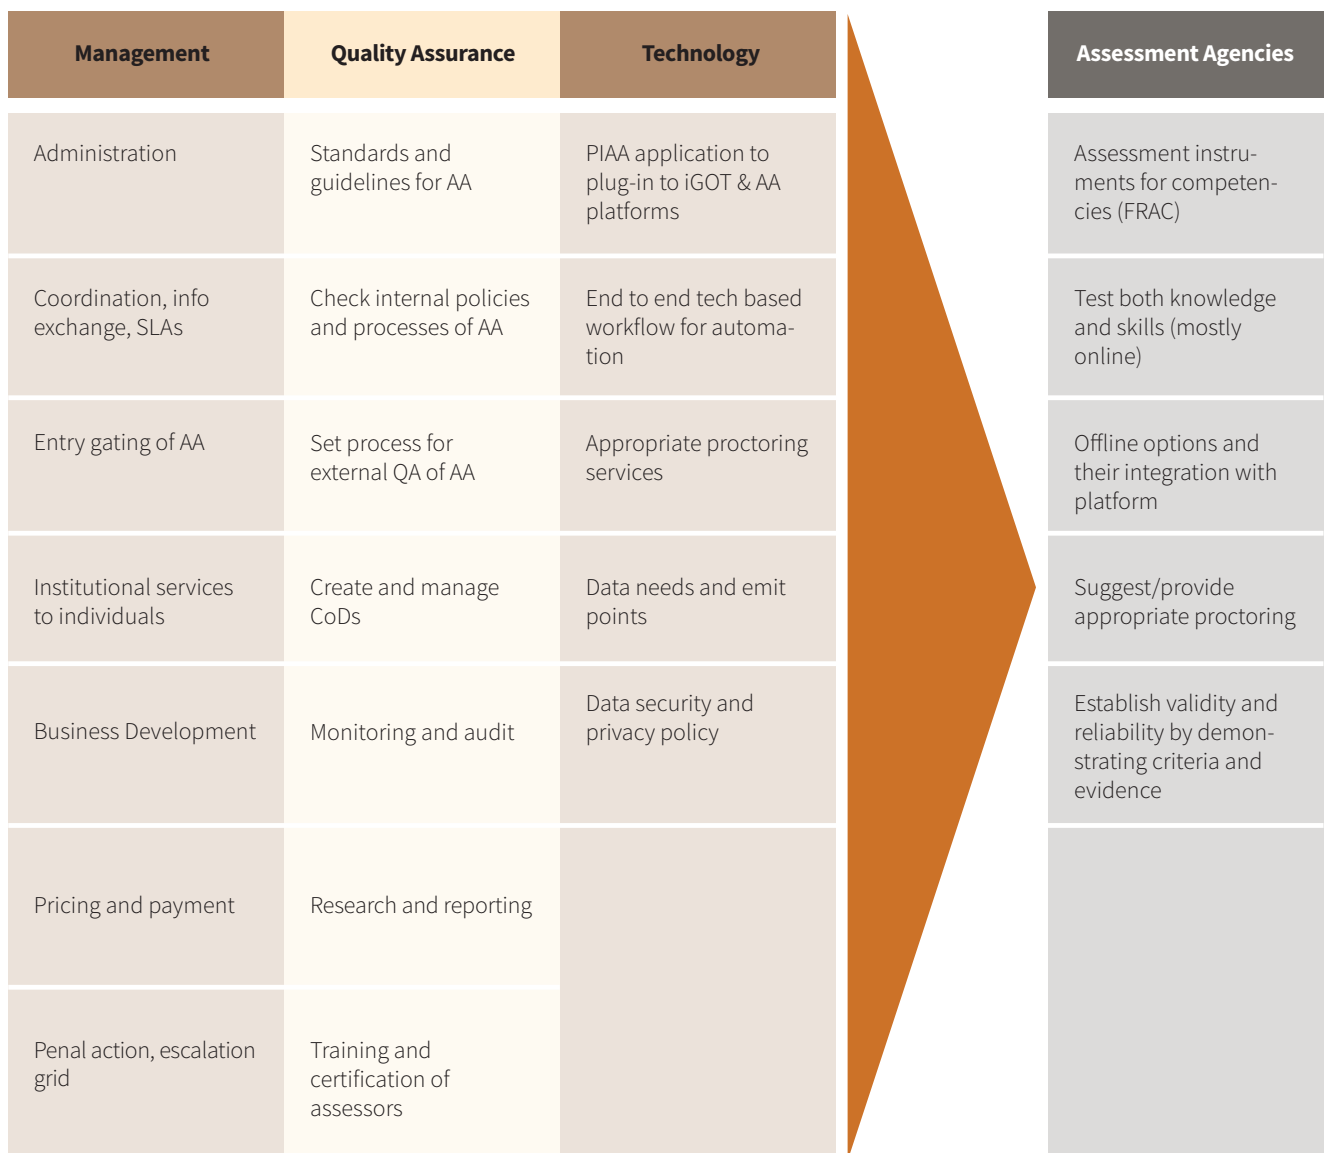 Management
Quality Assurance
Technology
Assessment Agencies
Administration
Standards and
guidelines for AA
PIAA application to
plug-in to iGOT & AA
platforms
Assessment instru-
ments for competen-
cies (FRAC)
Coordination, info
exchange, SLAs
Check internal policies
and processes of AA
End to end tech based
workflow for automa-
tion
Test both knowledge
and skills (mostly
online)
Entry gating of AA
Set process for
external QA of AA
Appropriate proctoring
services
Offline options and
their integration with
platform
Institutional services
to individuals
Create and manage
CoDs
Data needs and emit
points
Suggest/provide
appropriate proctoring
Business Development
Monitoring and audit
Data security and
privacy policy
Establish validity and
reliability by demon-
strating criteria and
evidence
Pricing and payment
Research and reporting
Penal action, escalation
grid
Training and
certification of
assessors